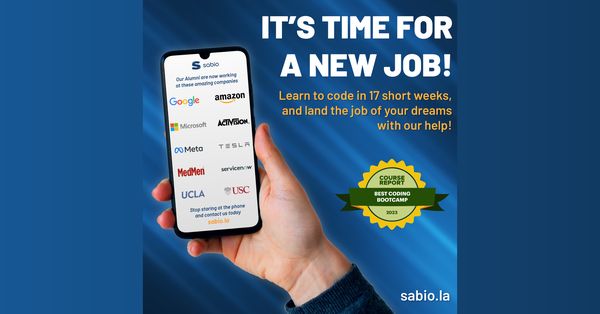 IT'S TIME FOR
A NEW JOB!
Learn to code in 17 short weeks,
and land the job of your dreams
with our help!
S sabio
Our Alumni are now working
at these amazing companies
Google amazon
Microsoft ACTIVISION
Meta TESLA
MedMen servicenow
UCLA USC
Stop staring at the phone
and contact us today
sabio.la
COURSE
REPORT
BEST CODING
BOOTCAMP
2023
sabio.la